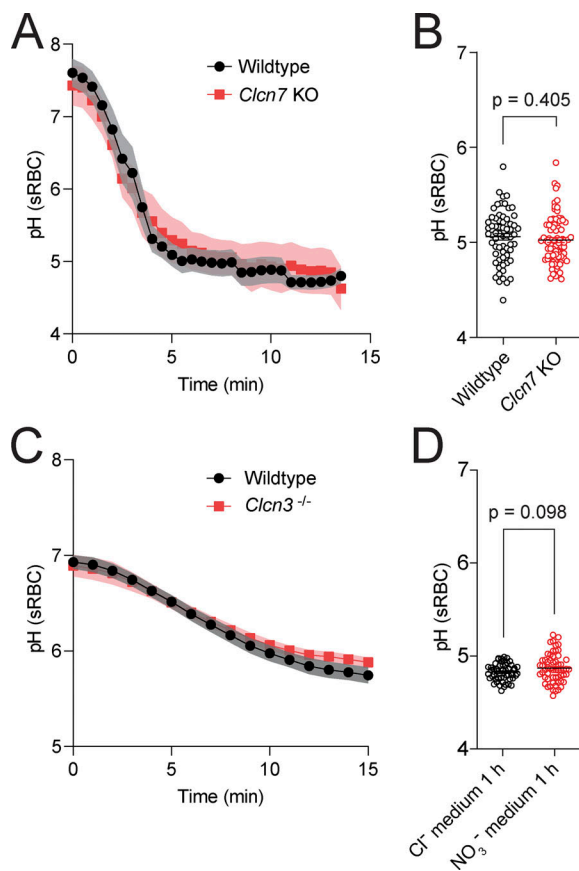 A
8
7
6
5
4
pH (sRBC)
Wildtype
Clcn7 KO
0
5
10
15
Time (min)
B
7
6
5
4
pH (sRBC)
p = 0.405
Wildtype
Clcn7 KO
C
8
7
6
5
pH (sRBC)
Wildtype
Clcn3 -/-
0
5
10
15
Time (min)
D
7
6
5
4
pH (sRBC)
p = 0.098
Cl⁻ medium 1 h
NO₃⁻ medium 1 h